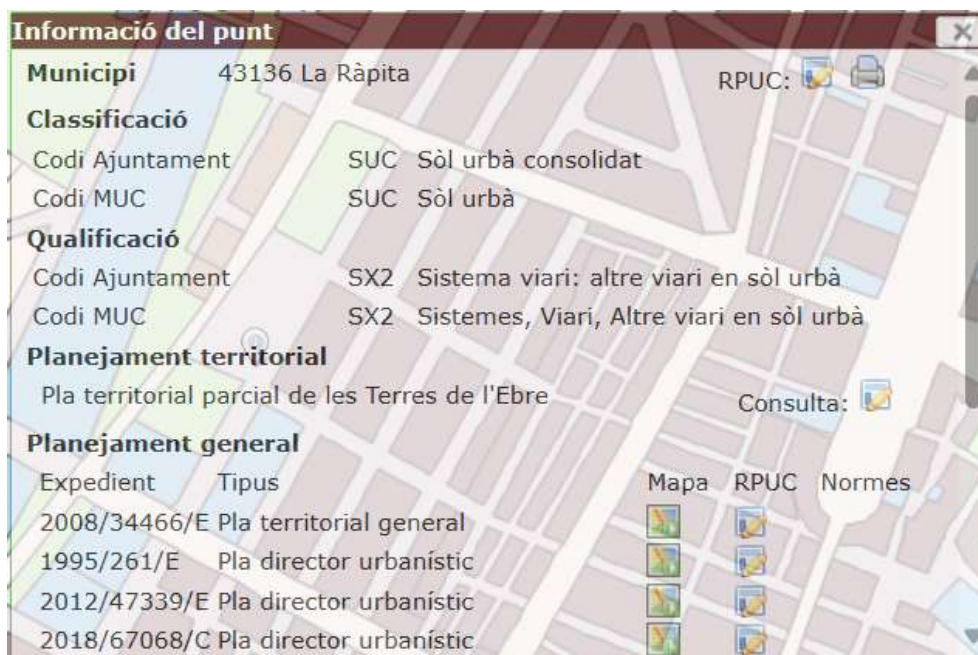 Informació del punt
Municipi 43136 La Ràpita RPUC:
Classificació
Codi Ajuntament SUC Sòl urbà consolidat
Codi MUC SUC Sòl urbà
Qualificació
Codi Ajuntament SX2 Sistema viari: altre viari en sòl urbà
Codi MUC SX2 Sistemes, Viari, Altre viari en sòl urbà
Planejament territorial
Pla territorial parcial de les Terres de l'Ebre Consulta:
Planejament general
Expedient Tipus Mapa RPUC Normes
2008/34466/E Pla territorial general
1995/261/E Pla director urbanístic
2012/47339/E Pla director urbanístic
2018/67068/C Pla director urbanístic